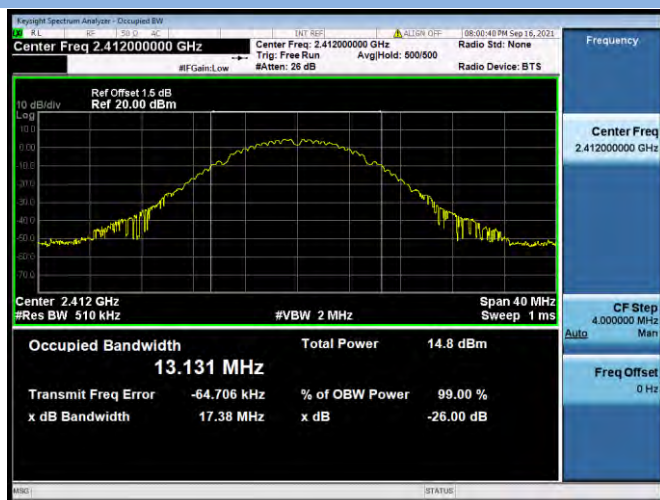 Keysight Spectrum Analyzer - Occupied BW
RL RF 50 Ω AC INT REF ALIGN OFF 08:00:40 PM Sep 16, 2021
Center Freq 2.412000000 GHz
Center Freq: 2.412000000 GHz
Radio Std: None
Trig: Free Run Avg|Hold: 500/500
#IFGain:Low #Atten: 26 dB Radio Device: BTS
Frequency
Ref Offset 1.5 dB
10 dB/div Ref 20.00 dBm
Log
10.0
0.00
-10.0
-20.0
-30.0
-40.0
-50.0
-60.0
-70.0
Center 2.412 GHz Span 40 MHz
#Res BW 510 kHz #VBW 2 MHz Sweep 1 ms
Occupied Bandwidth Total Power 14.8 dBm
13.131 MHz
Transmit Freq Error -64.706 kHz % of OBW Power 99.00 %
x dB Bandwidth 17.38 MHz x dB -26.00 dB
Center Freq
2.412000000 GHz
CF Step
4.000000 MHz
Auto Man
Freq Offset
0 Hz
MSG STATUS